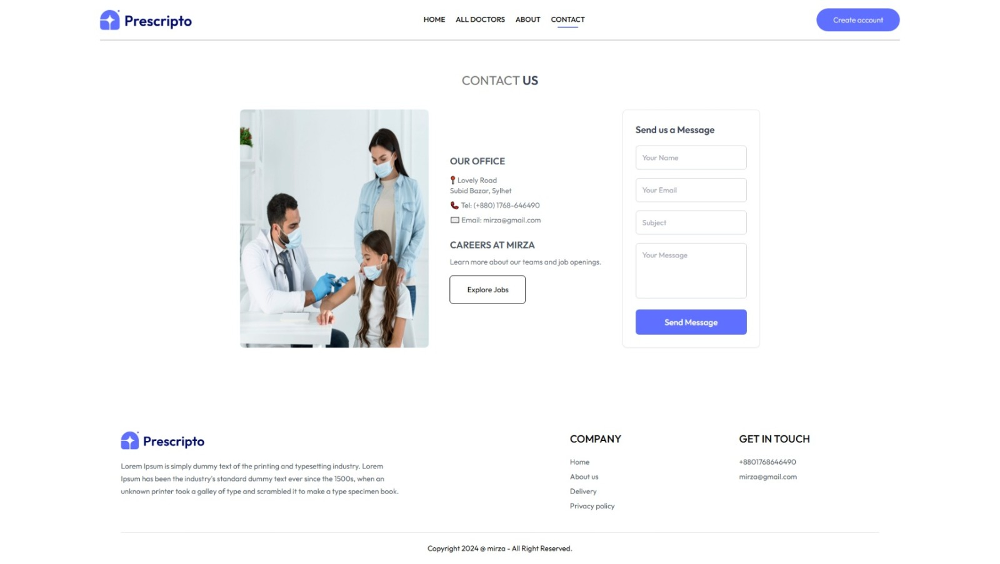 Prescripto
HOME
ALL DOCTORS
ABOUT
CONTACT
Create account
CONTACT US
OUR OFFICE
Lovely Road
Subid Bazar, Sylhet
Tel: (+880) 1768-646490
Email: mirza@gmail.com
CAREERS AT MIRZA
Learn more about our teams and job openings.
Explore Jobs
Send us a Message
Your Name
Your Email
Subject
Your Message
Send Message
Prescripto
Lorem Ipsum is simply dummy text of the printing and typesetting industry. Lorem
Ipsum has been the industry's standard dummy text ever since the 1500s, when an
unknown printer took a galley of type and scrambled it to make a type specimen book.
COMPANY
Home
About us
Delivery
Privacy policy
GET IN TOUCH
+8801768646490
mirza@gmail.com
Copyright 2024 @ mirza - All Right Reserved.